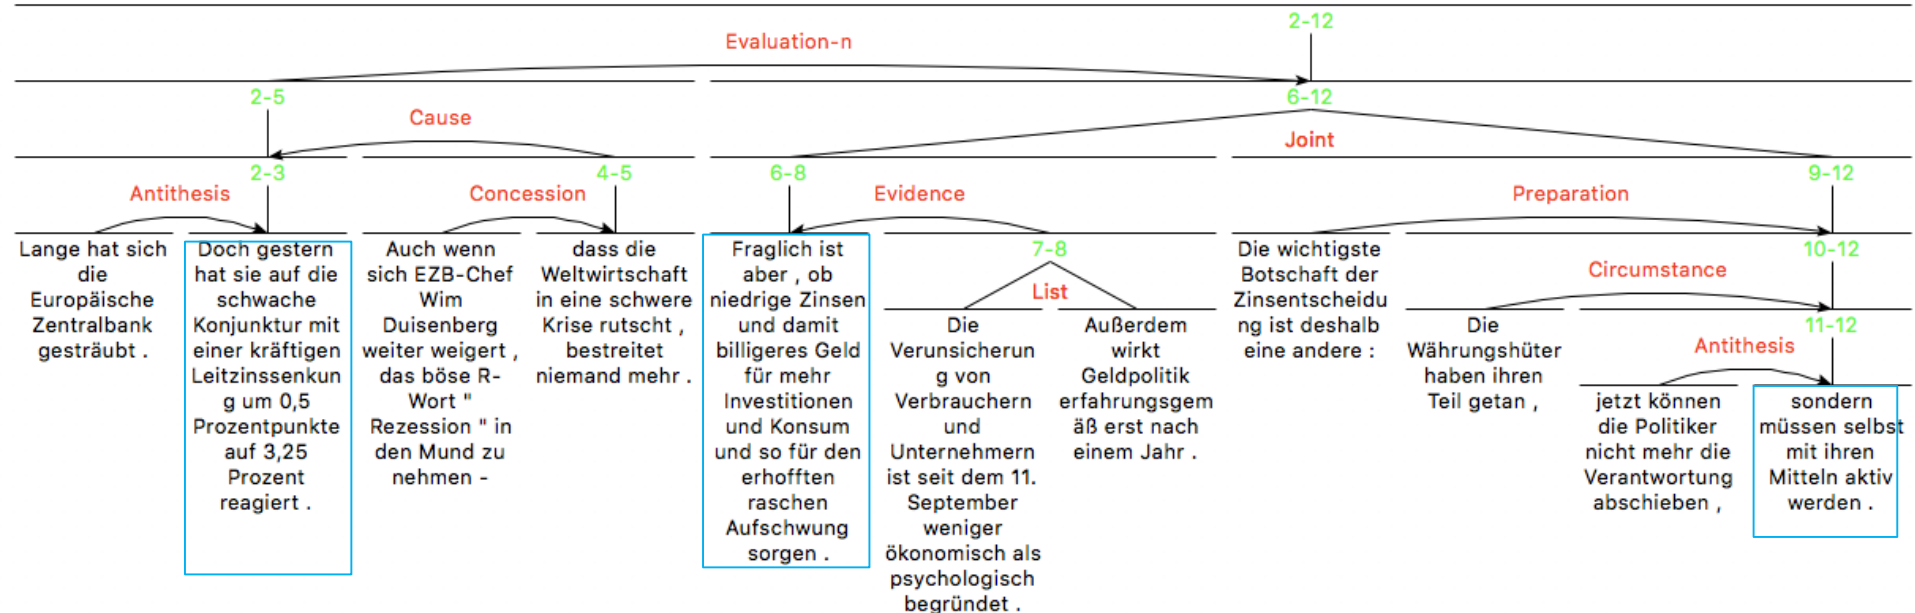 2-12
Evaluation-n
2-5
6-12
Cause
Joint
2-3
4-5
6-8
9-12
Antithesis
Concession
Evidence
Preparation
Lange hat sich
die
Europäische
Zentralbank
gesträubt .
Doch gestern
hat sie auf die
schwache
Konjunktur mit
einer kräftigen
Leitzinssenkun
g um 0,5
Prozentpunkte
auf 3,25
Prozent
reagiert .
Auch wenn
sich EZB-Chef
Wim
Duisenberg
weiter weigert ,
das böse R-
Wort "
Rezession " in
den Mund zu
nehmen -
dass die
Weltwirtschaft
in eine schwere
Krise rutscht ,
bestreitet
niemand mehr .
Fraglich ist
aber , ob
niedrige Zinsen
und damit
billigeres Geld
für mehr
Investitionen
und Konsum
und so für den
erhofften
raschen
Aufschwung
sorgen .
7-8
List
Die
Verunsicherun
g von
Verbrauchern
und
Unternehmern
ist seit dem 11.
September
weniger
ökonomisch als
psychologisch
begründet .
Außerdem
wirkt
Geldpolitik
erfahrungsgem
äß erst nach
einem Jahr .
Die wichtigste
Botschaft der
Zinsentscheidu
ng ist deshalb
eine andere :
10-12
Circumstance
Die
Währungshüter
haben ihren
Teil getan ,
11-12
Antithesis
jetzt können
die Politiker
nicht mehr die
Verantwortung
abschieben ,
sondern
müssen selbst
mit ihren
Mitteln aktiv
werden .